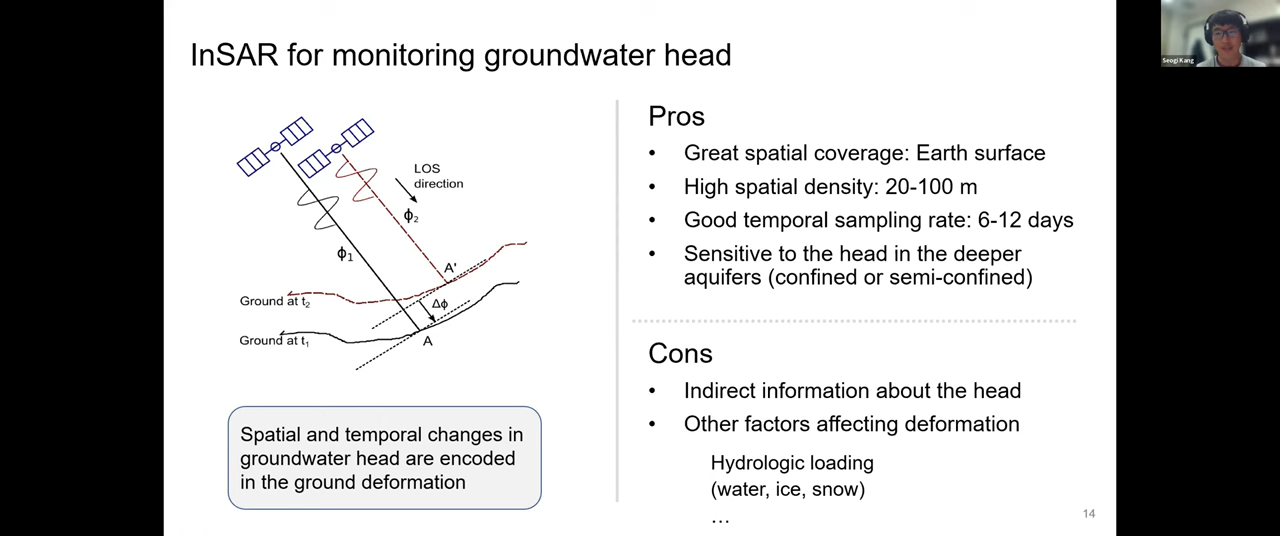 InSAR for monitoring groundwater head
LOS
direction
ϕ2
ϕ1
A'
Ground at t2
Δϕ
Ground at t1
A
Spatial and temporal changes in
groundwater head are encoded
in the ground deformation
Pros
• Great spatial coverage: Earth surface
• High spatial density: 20-100 m
• Good temporal sampling rate: 6-12 days
• Sensitive to the head in the deeper
aquifers (confined or semi-confined)
Cons
• Indirect information about the head
• Other factors affecting deformation
Hydrologic loading
(water, ice, snow)
…
14
Seogi Kang